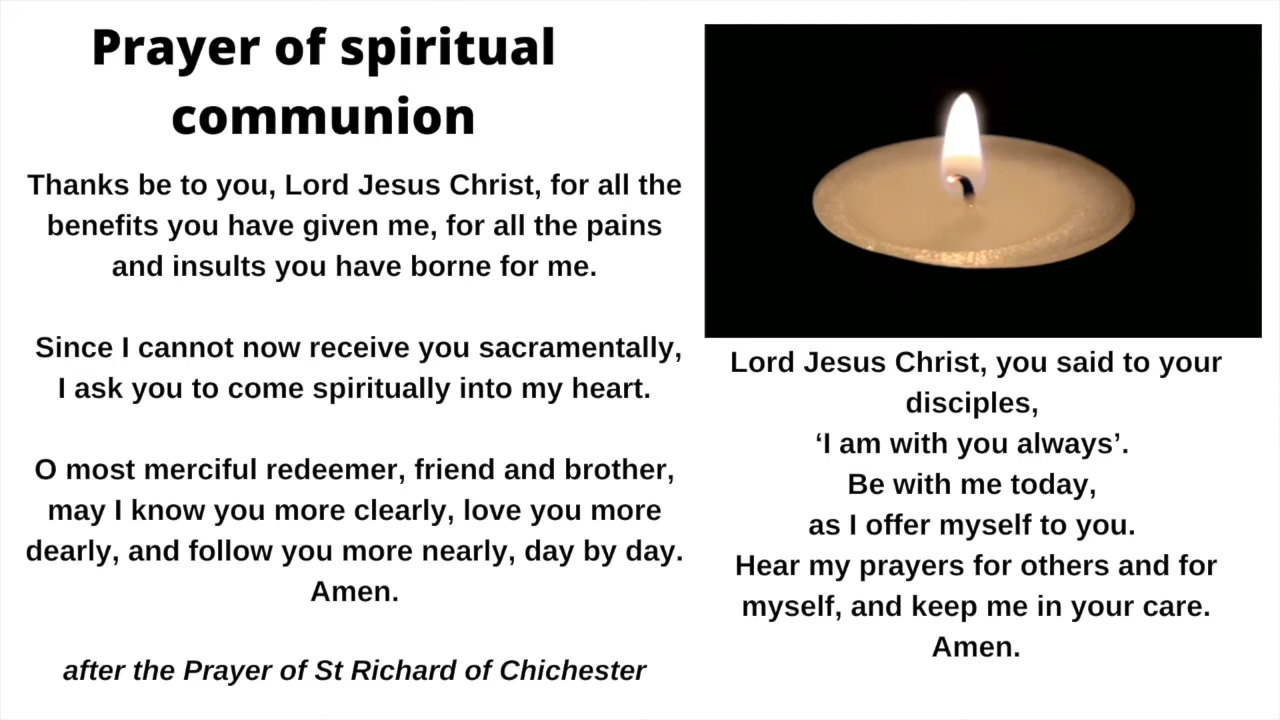 Prayer of spiritual
communion
Thanks be to you, Lord Jesus Christ, for all the
benefits you have given me, for all the pains
and insults you have borne for me.
Since I cannot now receive you sacramentally,
I ask you to come spiritually into my heart.
O most merciful redeemer, friend and brother,
may I know you more clearly, love you more
dearly, and follow you more nearly, day by day.
Amen.
after the Prayer of St Richard of Chichester
Lord Jesus Christ, you said to your
disciples,
‘I am with you always’.
Be with me today,
as I offer myself to you.
Hear my prayers for others and for
myself, and keep me in your care.
Amen.